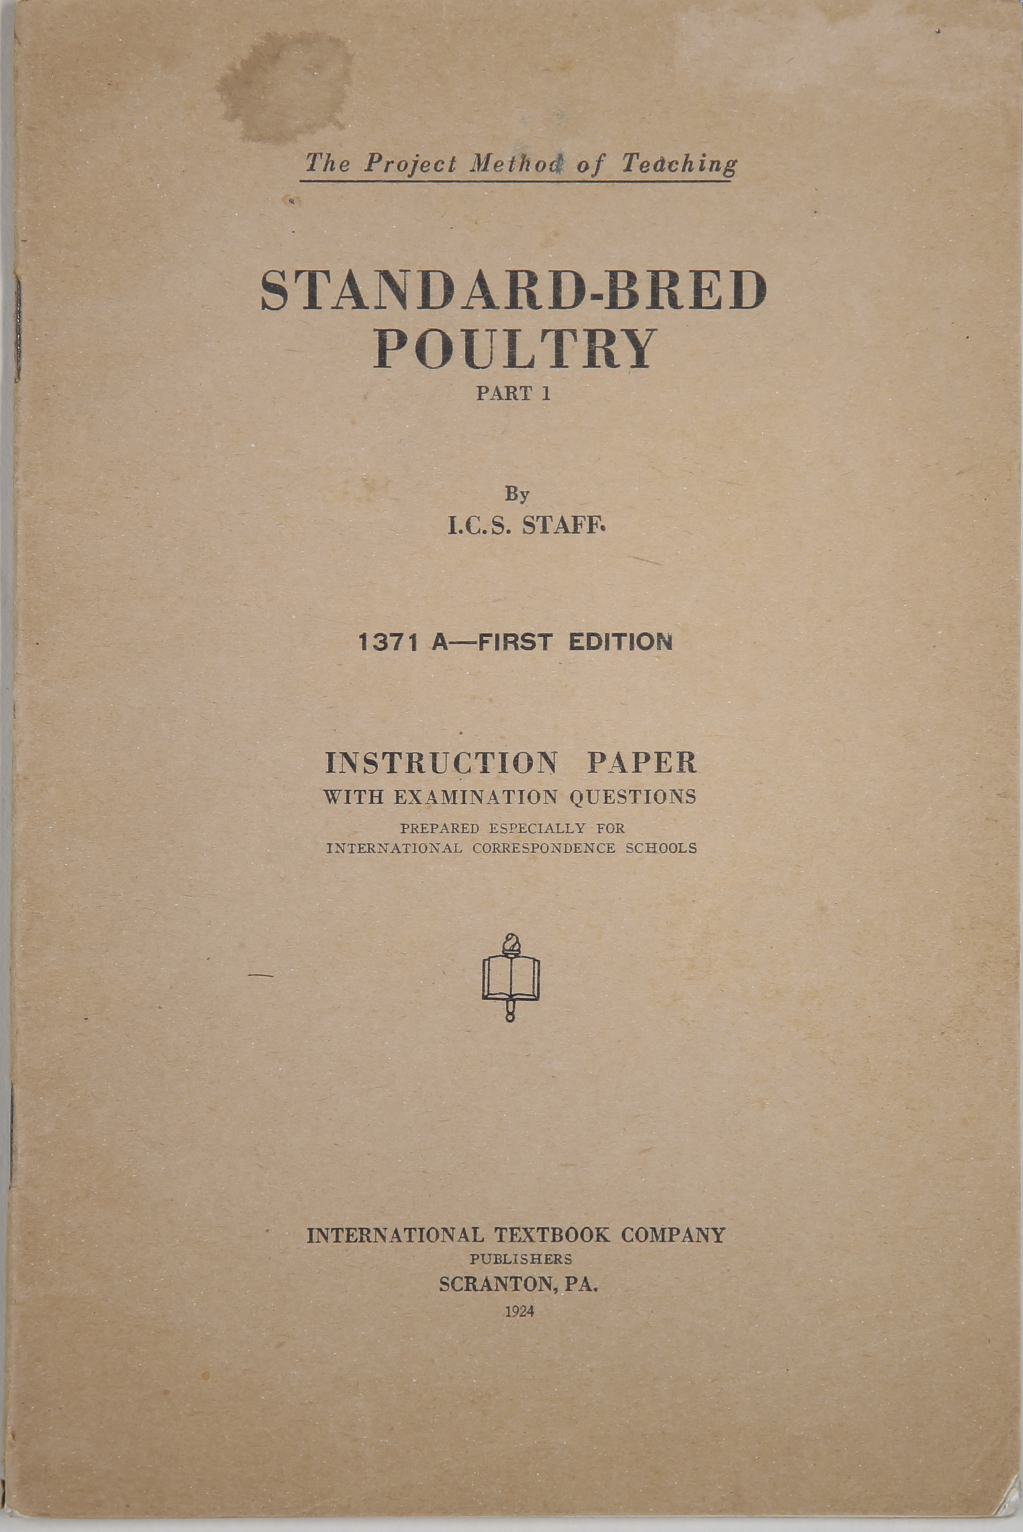 The Project Method of Teaching
STANDARD-BRED
POULTRY
PART 1
By
I.C.S. STAFF.
1371 A—FIRST EDITION
INSTRUCTION PAPER
WITH EXAMINATION QUESTIONS
PREPARED ESPECIALLY FOR
INTERNATIONAL CORRESPONDENCE SCHOOLS
INTERNATIONAL TEXTBOOK COMPANY
PUBLISHERS
SCRANTON, PA.
1924